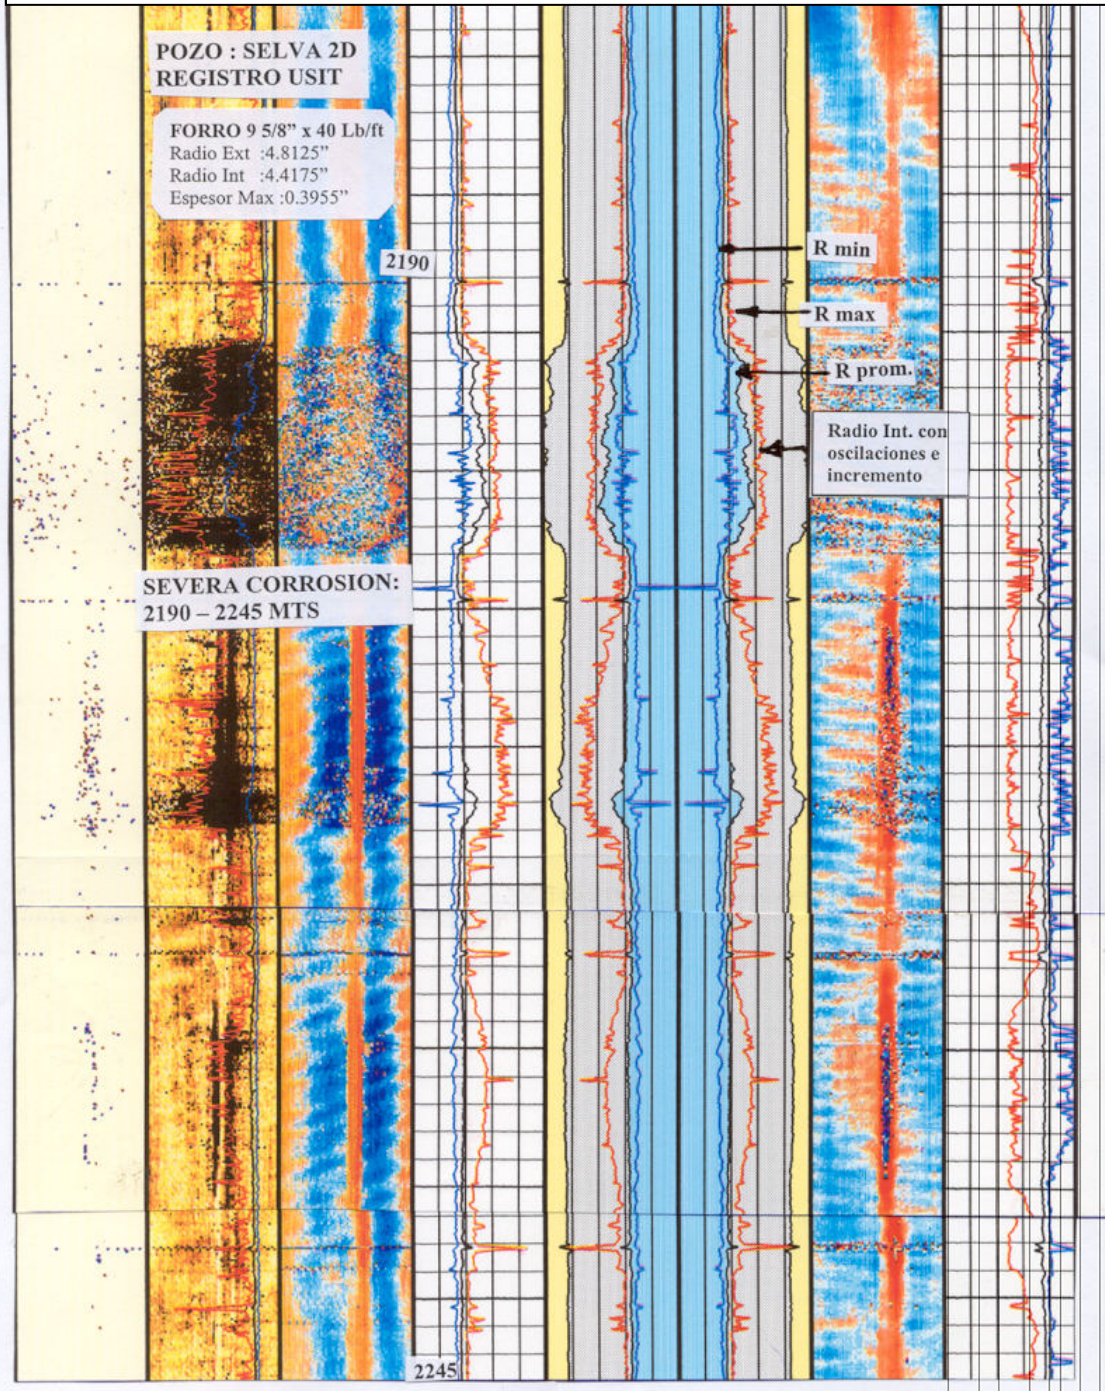 POZO : SELVA 2D
REGISTRO USIT
FORRO 9 5/8” x 40 Lb/ft
Radio Ext :4.8125”
Radio Int :4.4175”
Espesor Max :0.3955”
2190
R min
R max
R prom.
Radio Int. con
oscilaciones e
incremento
SEVERA CORROSION:
2190 – 2245 MTS
2245